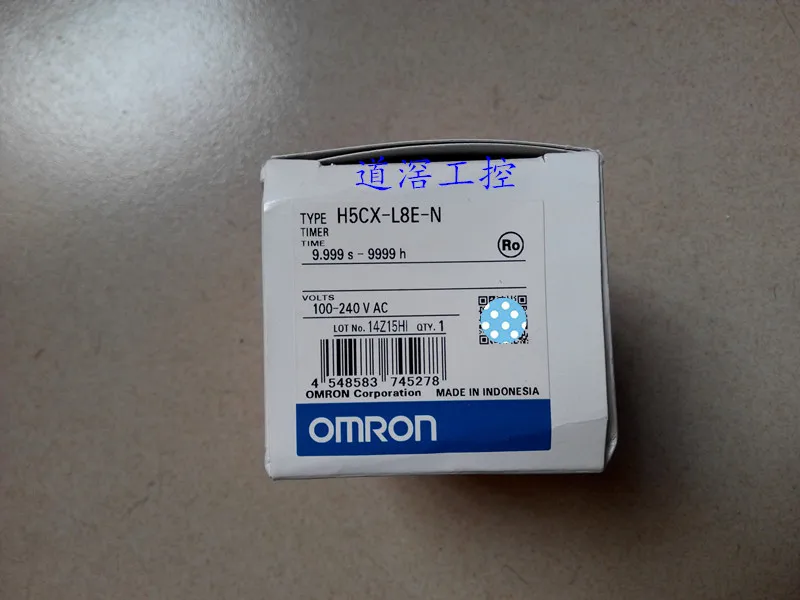 道滘工控
TYPE H5CX-L8E-N
TIMER
TIME
9.999 s - 9999 h
Ro
VOLTS
100-240 V AC
LOT No. 14Z15HI QTY. 1
4 548583 745278
OMRON Corporation MADE IN INDONESIA
OMRON